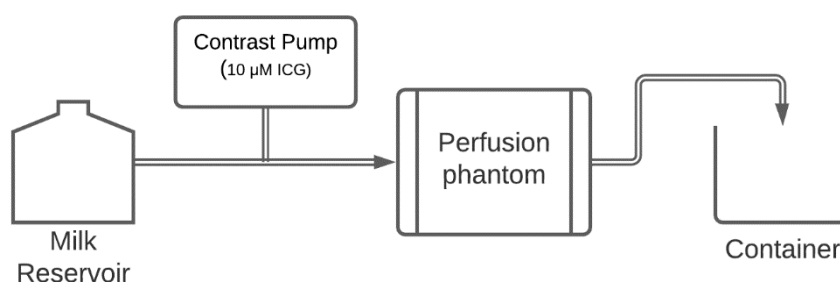 Contrast Pump
(10 μM ICG)
Perfusion
phantom
Milk
Reservoir
Container